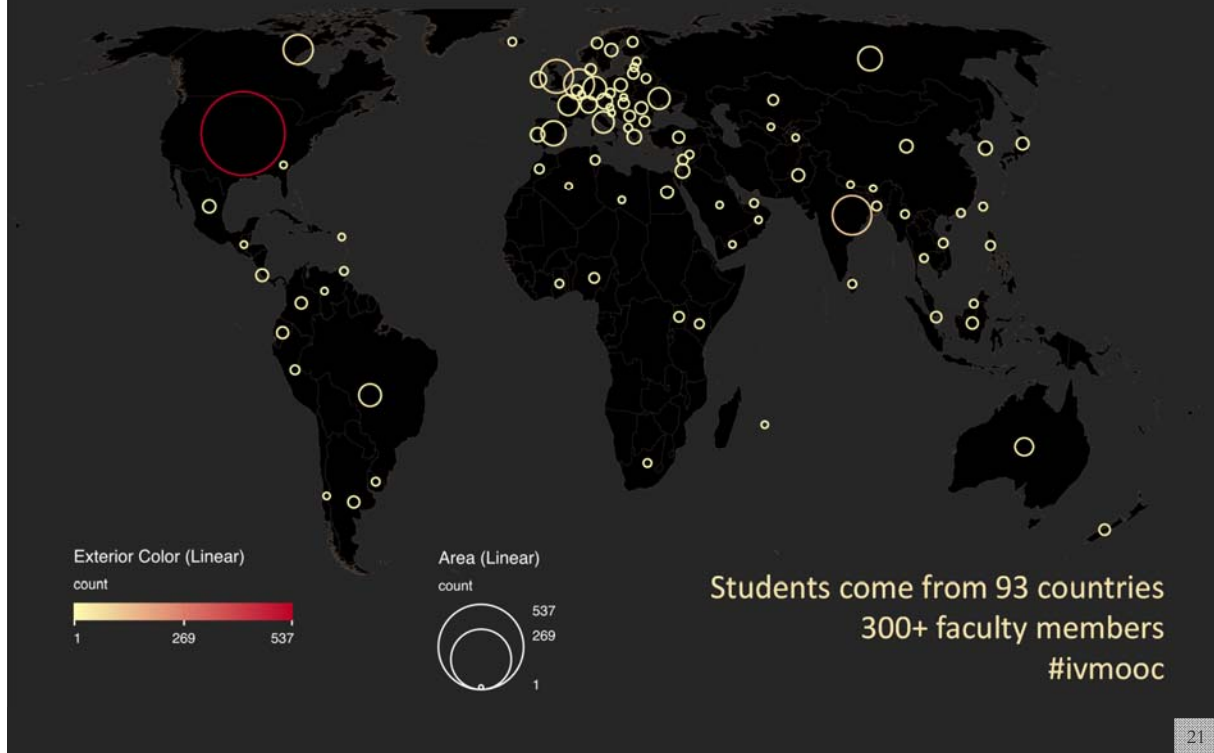 Exterior Color (Linear)
count
1 269 537
Area (Linear)
count
537
269
1
Students come from 93 countries
300+ faculty members
#ivmooc
21